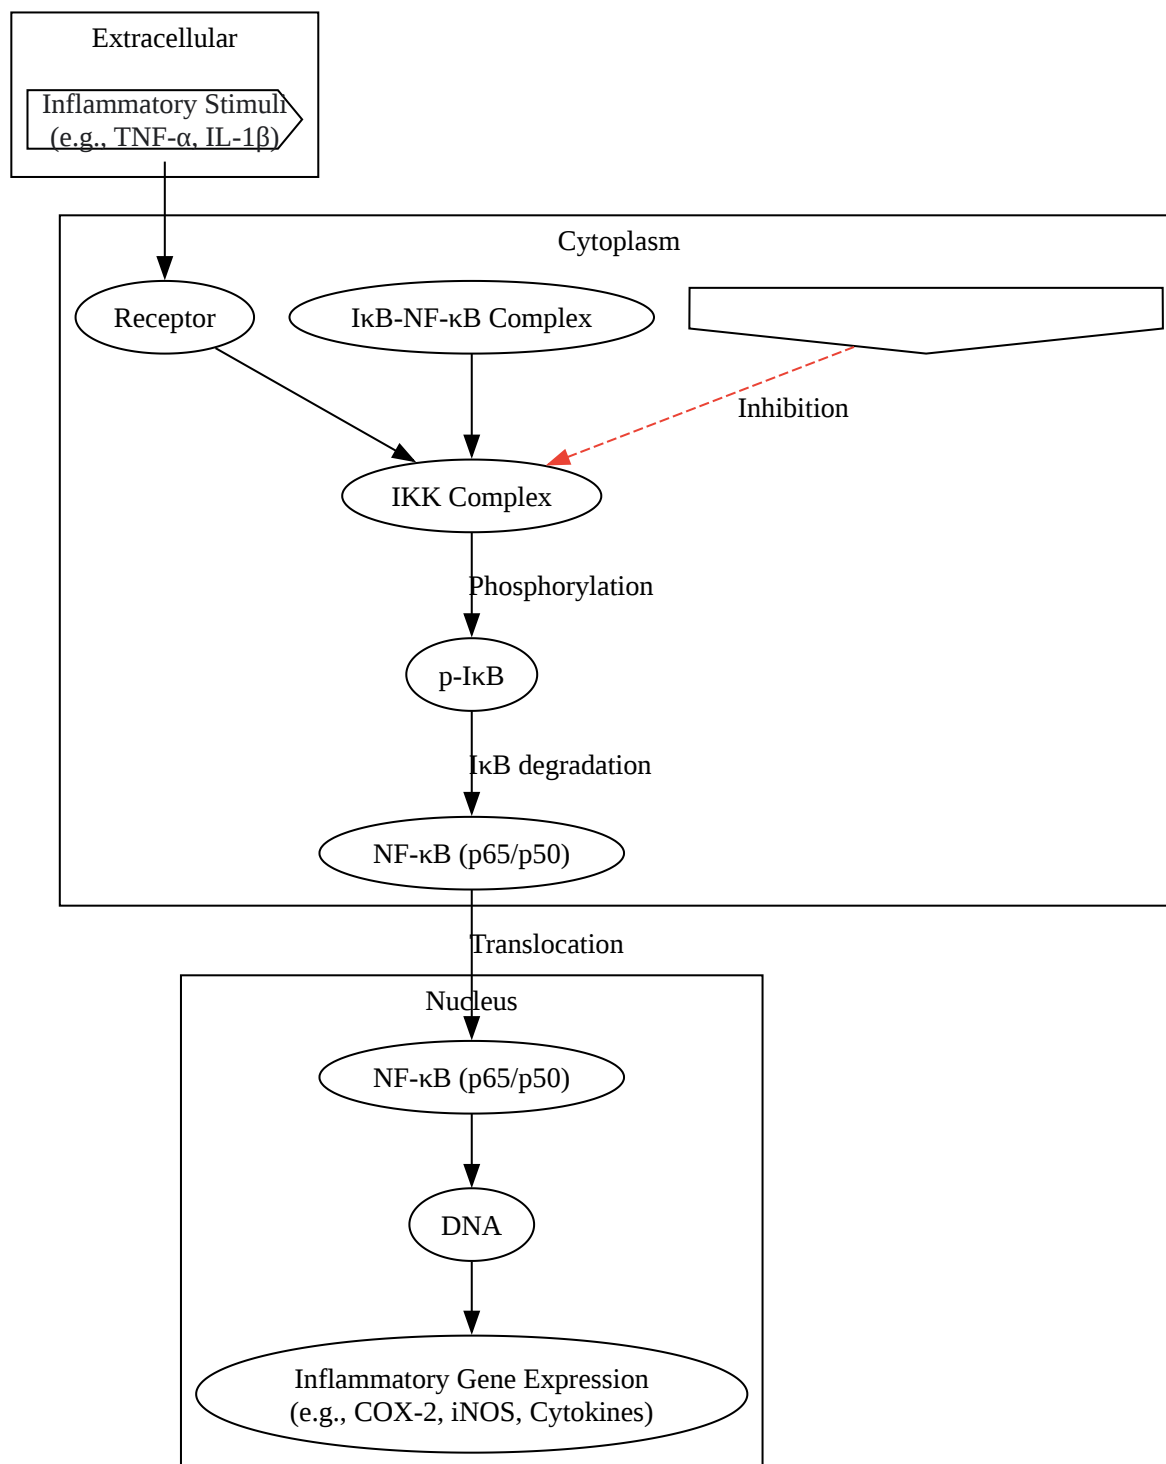 Extracellular
Inflammatory Stimuli
(e.g., TNF-α, IL-1β)
Cytoplasm
Receptor
IκB-NF-κB Complex
Inhibition
IKK Complex
Phosphorylation
p-IκB
IκB degradation
NF-κB (p65/p50)
Translocation
Nucleus
NF-κB (p65/p50)
DNA
Inflammatory Gene Expression
(e.g., COX-2, iNOS, Cytokines)